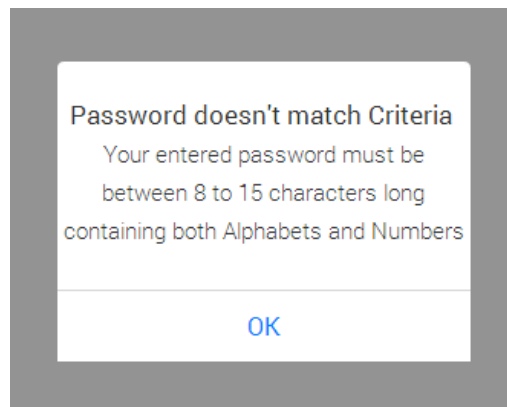 Password doesn't match Criteria
Your entered password must be
between 8 to 15 characters long
containing both Alphabets and Numbers
OK